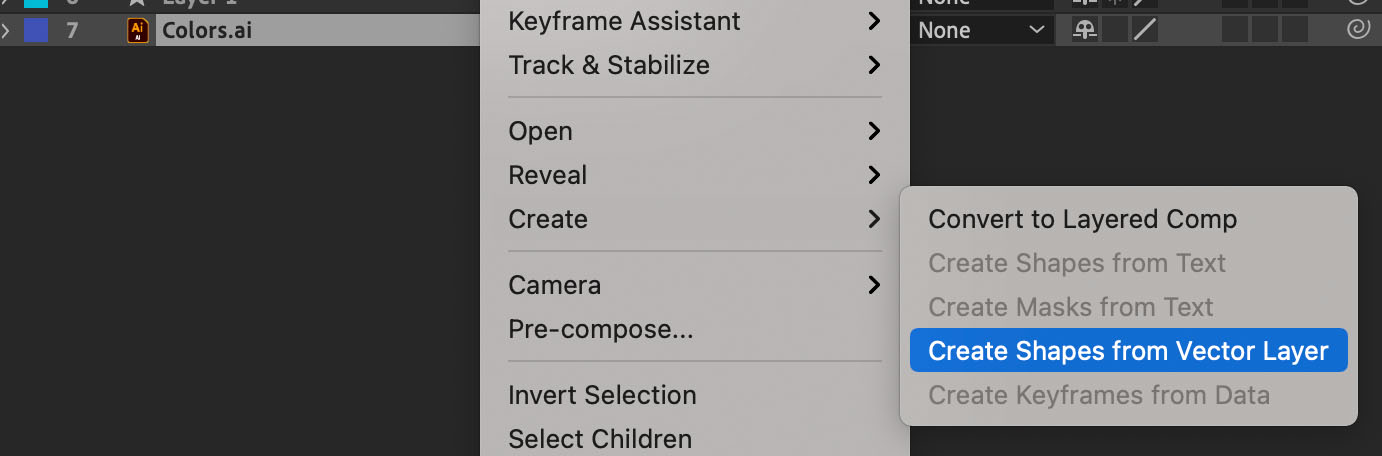 6 Layer 1 None
7 Ai AI Colors.ai None
Keyframe Assistant
Track & Stabilize
Open
Reveal
Create
Camera
Pre-compose...
Invert Selection
Select Children
Convert to Layered Comp
Create Shapes from Text
Create Masks from Text
Create Shapes from Vector Layer
Create Keyframes from Data